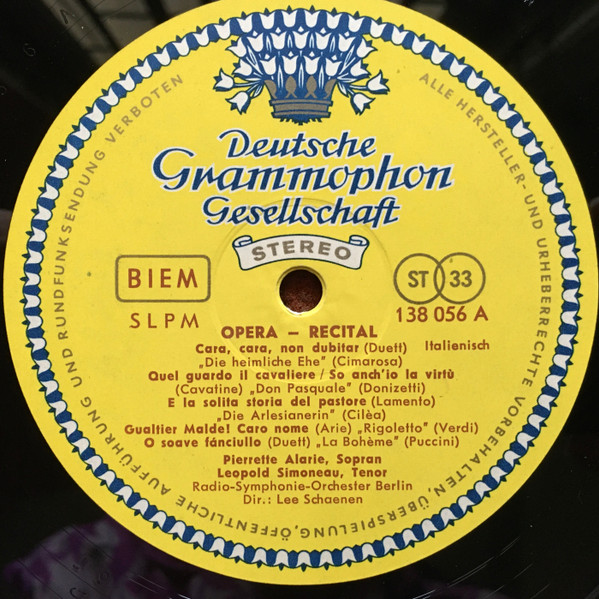 Deutsche
Grammophon
Gesellschaft
STEREO
BIEM
ST 33
SLPM
138 056 A
OPERA – RECITAL
Cara, cara, non dubitar (Duett) Italienisch
„Die heimliche Ehe" (Cimarosa)
Quel guardo il cavaliere / So anch'io la virtù
(Cavatine) „Don Pasquale" (Donizetti)
E la solita storia del pastore (Lamento)
„Die Arlesianerin" (Cilèa)
Gualtier Malde! Caro nome (Arie) „Rigoletto" (Verdi)
O soave fánciullo (Duett) „La Bohème" (Puccini)
Pierrette Alarie, Sopran
Leopold Simoneau, Tenor
Radio-Symphonie-Orchester Berlin
Dir.: Lee Schaenen
ALLE HERSTELLER- UND URHEBERRECHTE VORBEHALTEN, ÜBERSPIELUNG, ÖFFENTLICHE AUFFÜHRUNG UND RUNDFUNKSENDUNG VERBOTEN